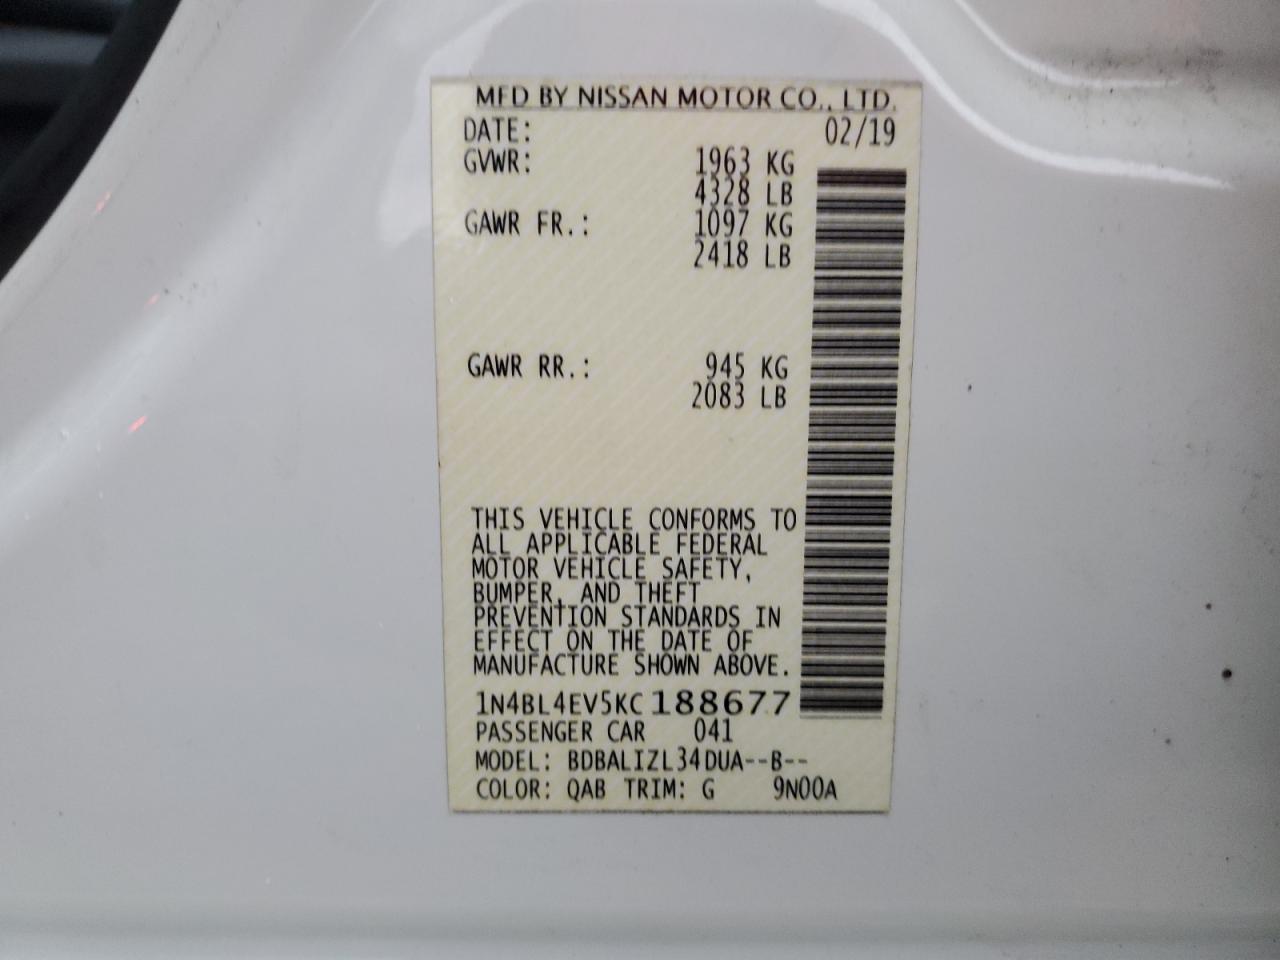 MFD BY NISSAN MOTOR CO., LTD.
DATE: 02/19
GVWR: 1963 KG
4328 LB
GAWR FR.: 1097 KG
2418 LB
GAWR RR.: 945 KG
2083 LB
THIS VEHICLE CONFORMS TO
ALL APPLICABLE FEDERAL
MOTOR VEHICLE SAFETY,
BUMPER, AND THEFT
PREVENTION STANDARDS IN
EFFECT ON THE DATE OF
MANUFACTURE SHOWN ABOVE.
1N4BL4EV5KC188677
PASSENGER CAR 041
MODEL: BDBALIZL34DUA--B--
COLOR: QAB TRIM: G 9N00A